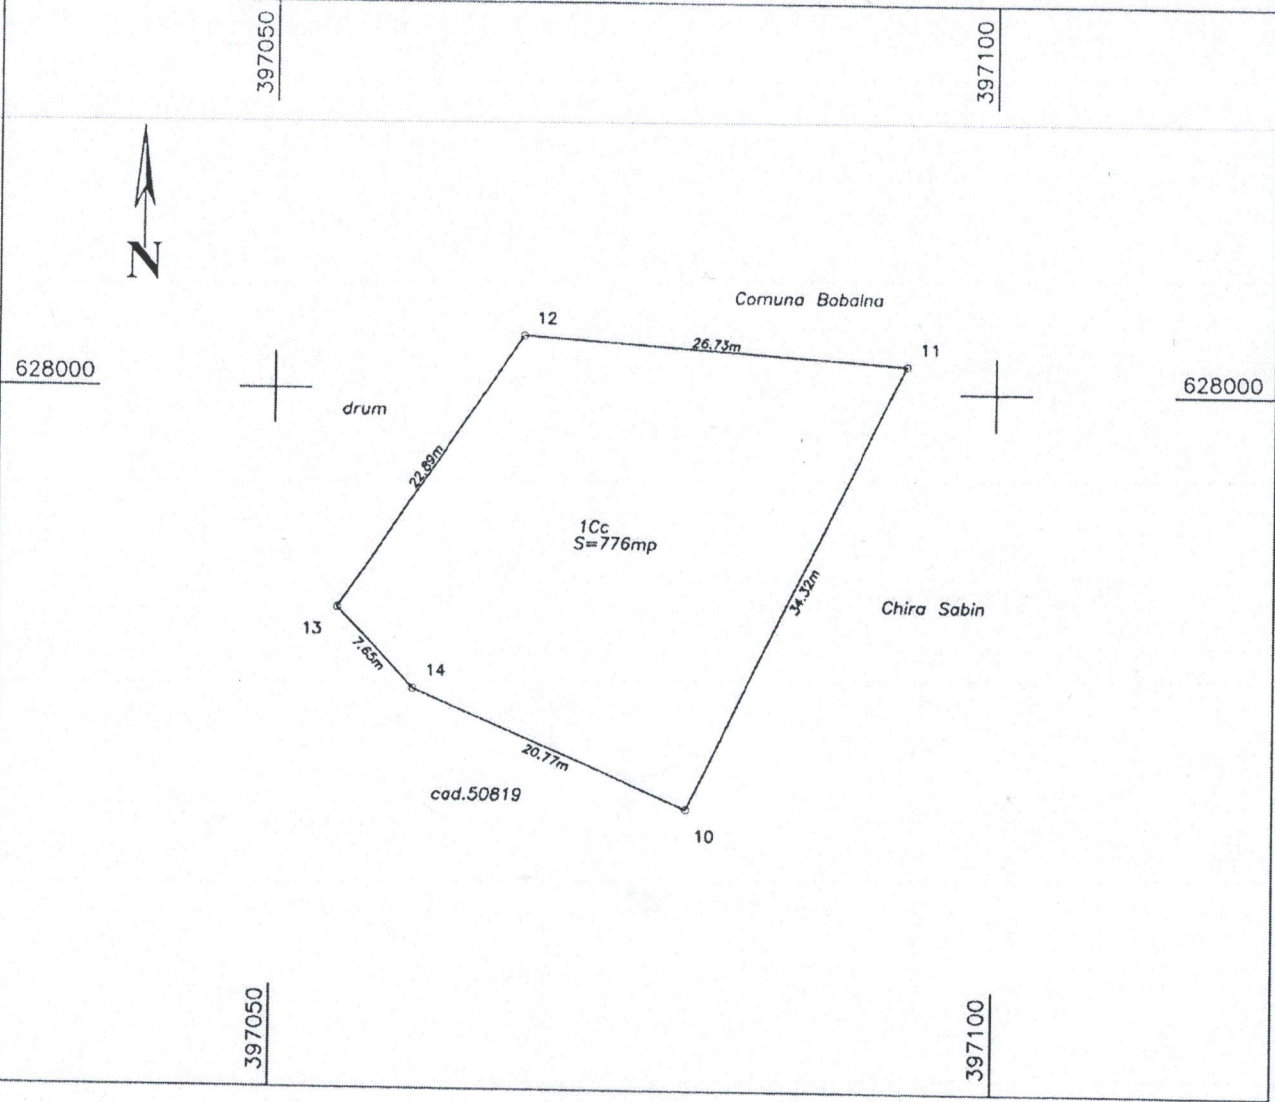 397050
397100
N
Comuna Bobalna
12
26.73m
11
628000
628000
drum
22.89m
1Cc
S=776mp
34.32m
Chira Sabin
13
7.65m
14
20.77m
cad.50819
10
397050
397100